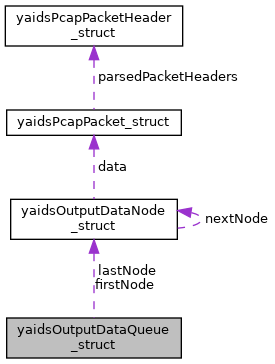 yaidsPcapPacketHeader
_struct
parsedPacketHeaders
yaidsPcapPacket_struct
data
yaidsOutputDataNode
_struct
nextNode
lastNode
firstNode
yaidsOutputDataQueue
_struct